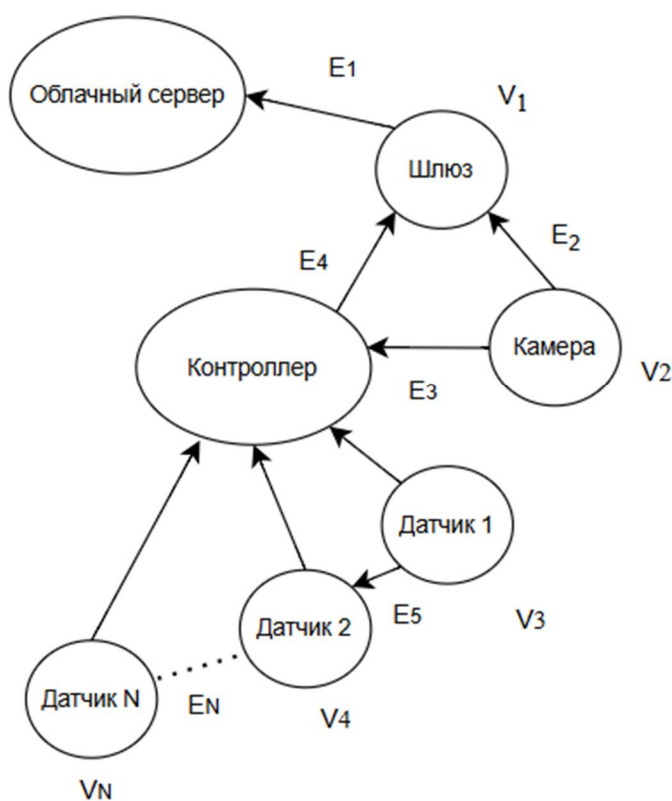 E1
Облачный сервер
V1
Шлюз
E2
E4
Контроллер
Камера
E3
V2
Датчик 1
E5
V3
Датчик 2
Датчик N
EN
V4
VN